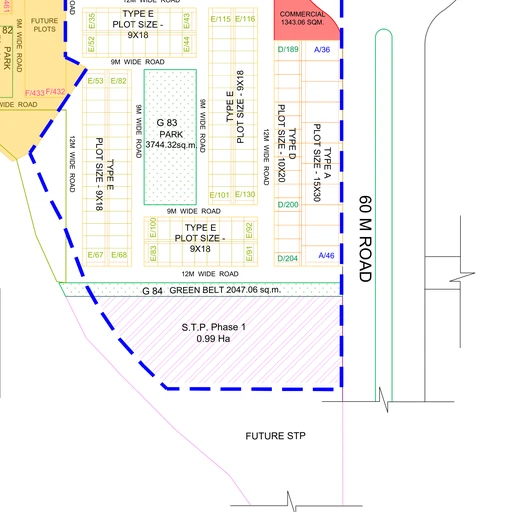 12M WIDE ROAD
461
9M WIDE ROAD
82
PARK
FUTURE
PLOTS
F/433
F/432
WIDE ROAD
E/35
E/52
TYPE E
PLOT SIZE -
9X18
E/43
E/44
E/115
E/116
COMMERCIAL
1343.06 SQM.
9M WIDE ROAD
D/189
A/36
E/53
E/82
12M WIDE ROAD
TYPE E
PLOT SIZE - 9X18
9M WIDE ROAD
G 83
PARK
3744.32sq.m.
9M WIDE ROAD
TYPE E
PLOT SIZE - 9X18
12M WIDE ROAD
TYPE D
PLOT SIZE - 10X20
TYPE A
PLOT SIZE - 15X30
E/101
E/130
D/200
9M WIDE ROAD
E/100
E/83
TYPE E
PLOT SIZE -
9X18
E/92
E/91
E/67
E/68
D/204
A/46
60 M ROAD
12M WIDE ROAD
G 84 GREEN BELT 2047.06 sq.m.
S.T.P. Phase 1
0.99 Ha
FUTURE STP